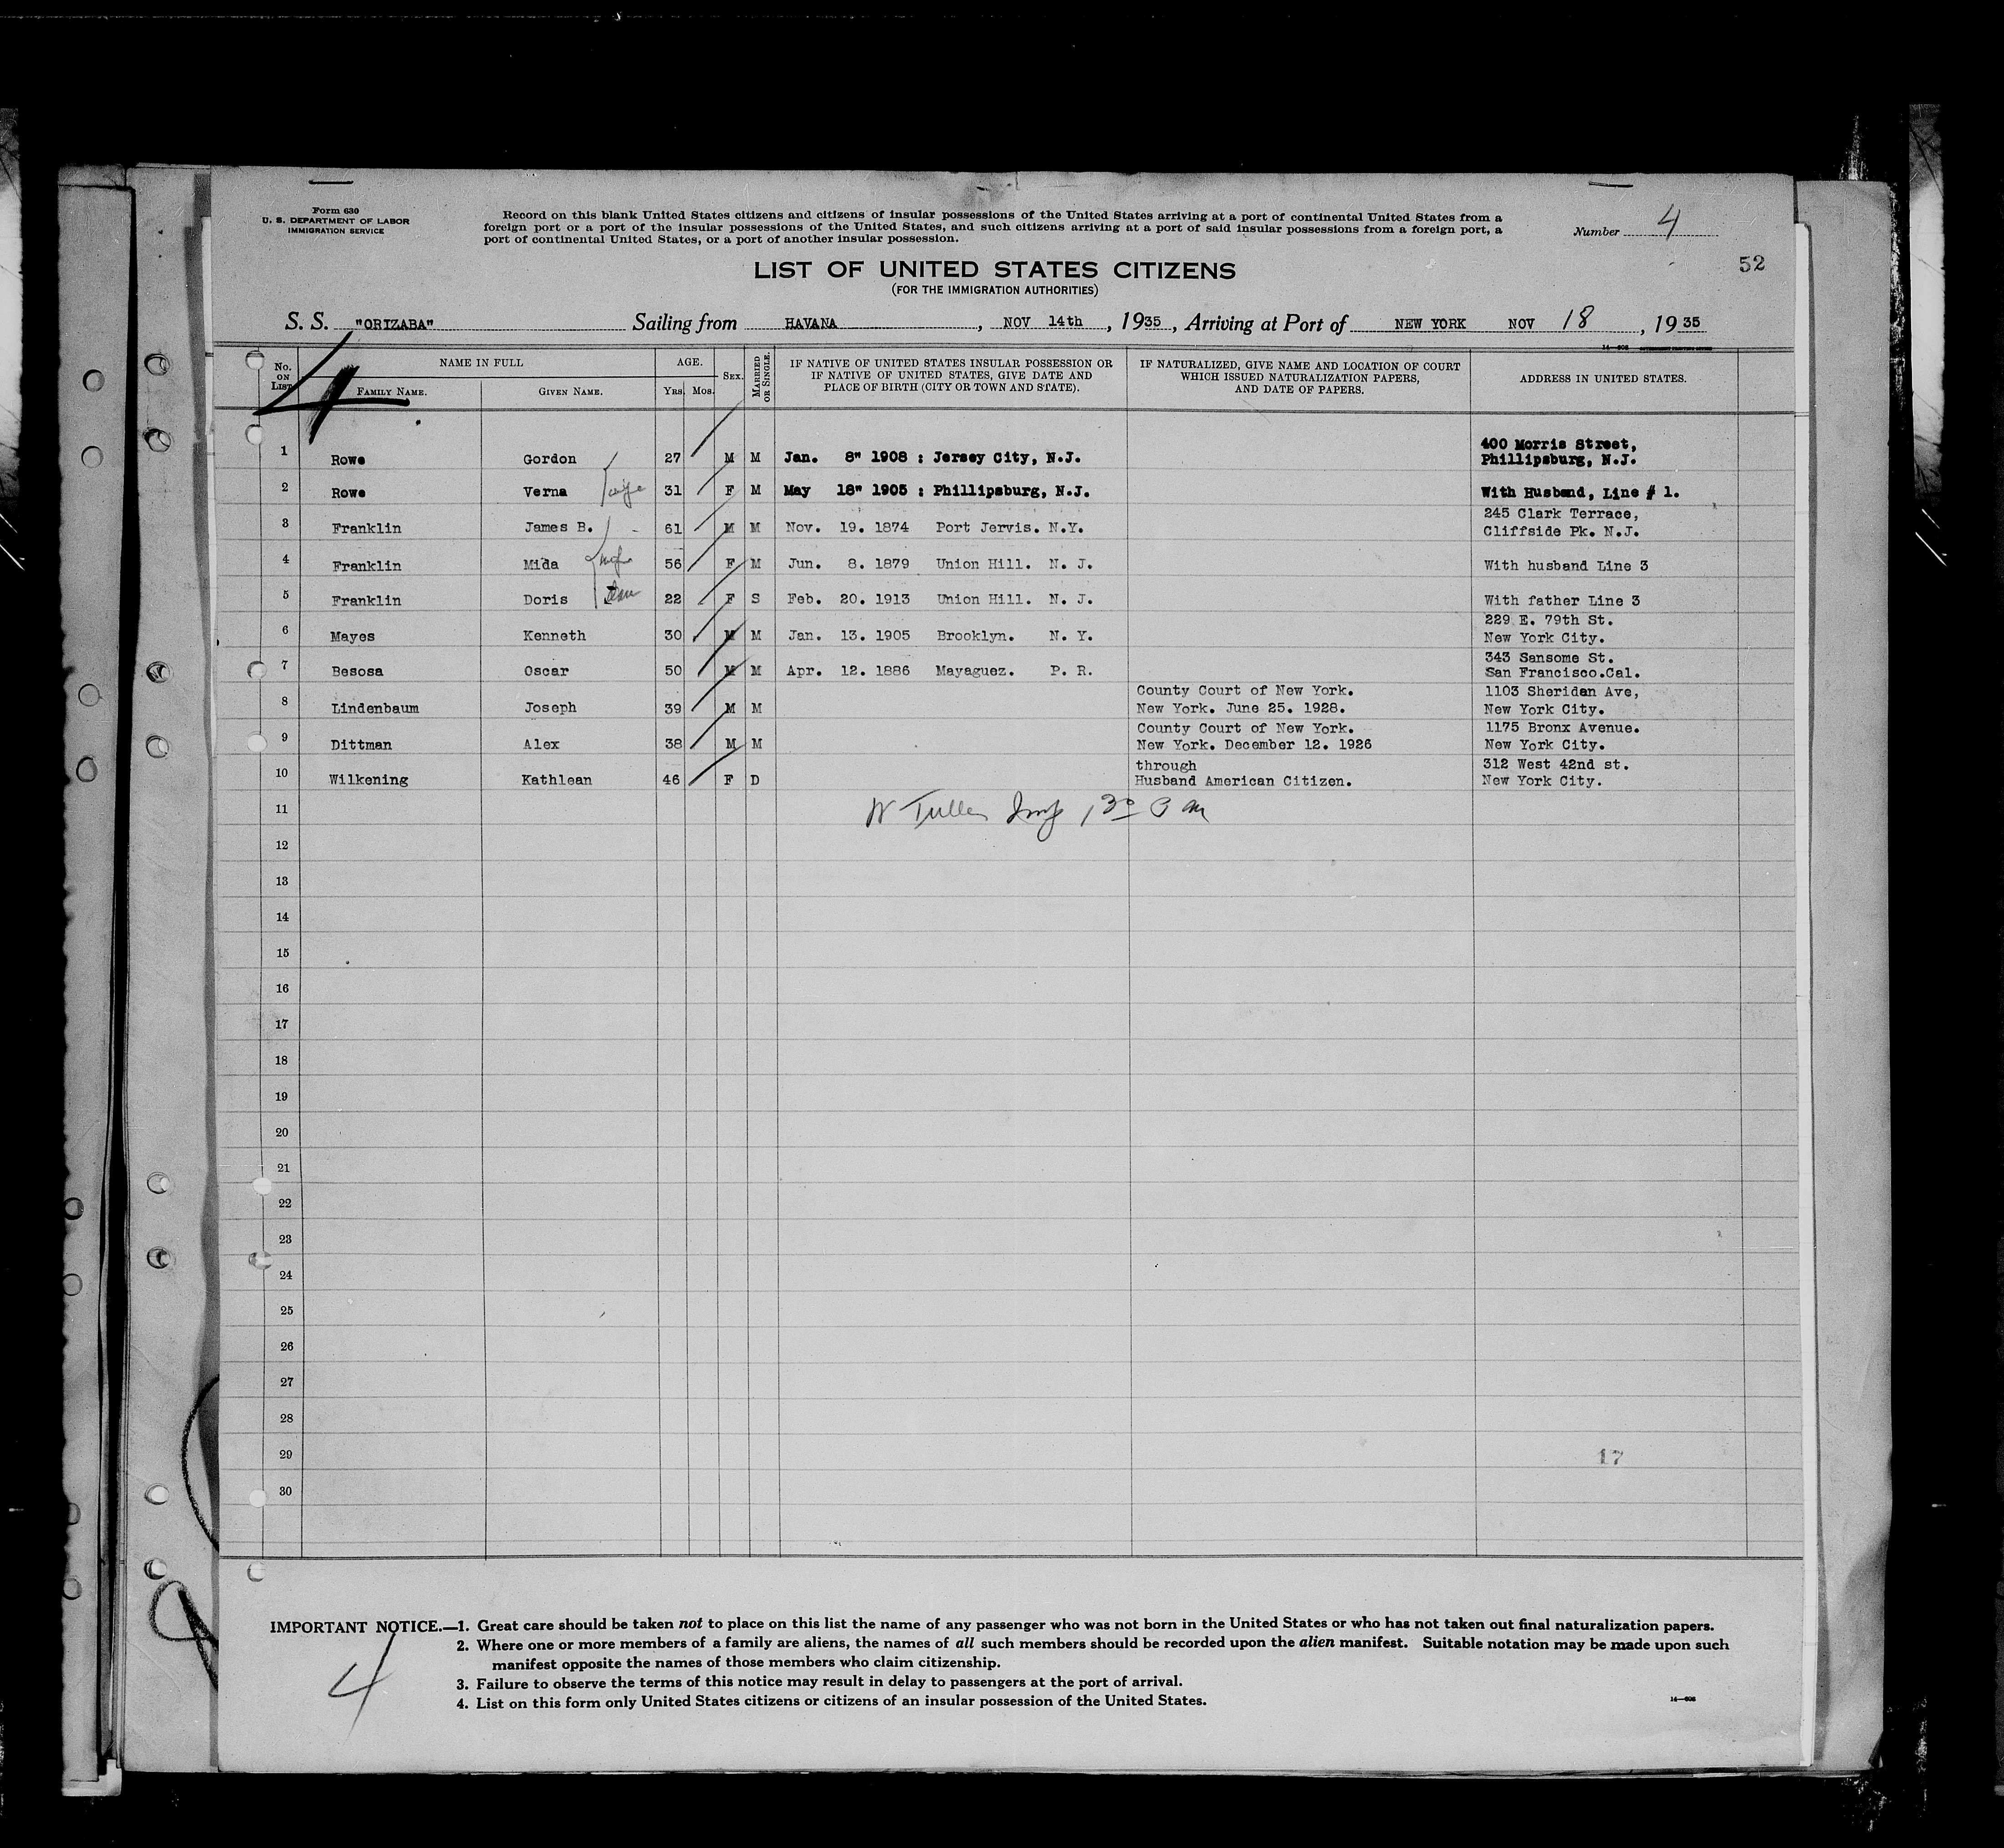 Form 630
U. S. DEPARTMENT OF LABOR
IMMIGRATION SERVICE
Record on this blank United States citizens and citizens of insular possessions of the United States arriving at a port of continental United States from a
foreign port or a port of the insular possessions of the United States, and such citizens arriving at a port of said insular possessions from a foreign port, a
port of continental United States, or a port of another insular possession.
Number 4
52
LIST OF UNITED STATES CITIZENS
(FOR THE IMMIGRATION AUTHORITIES)
S. S. "ORIZABA" Sailing from HAVANA, NOV 14th, 1935, Arriving at Port of NEW YORK NOV 18, 1935
14—608
No. ON LIST
NAME IN FULL
FAMILY NAME. GIVEN NAME.
AGE.
Yrs. Mos.
SEX.
MARRIED OR SINGLE.
IF NATIVE OF UNITED STATES INSULAR POSSESSION OR
IF NATIVE OF UNITED STATES, GIVE DATE AND
PLACE OF BIRTH (CITY OR TOWN AND STATE).
IF NATURALIZED, GIVE NAME AND LOCATION OF COURT
WHICH ISSUED NATURALIZATION PAPERS,
AND DATE OF PAPERS.
ADDRESS IN UNITED STATES.
4
1 Rowe Gordon 27 M M Jan. 8" 1908 : Jersey City, N.J. 400 Morris Street,
Phillipsburg, N.J.
2 Rowe Verna wife 31 F M May 18" 1905 : Phillipsburg, N.J. With Husband, Line # 1.
3 Franklin James B. 61 M M Nov. 19. 1874 Port Jervis. N.Y. 245 Clark Terrace,
Cliffside Pk. N.J.
4 Franklin Mida wife 56 F M Jun. 8. 1879 Union Hill. N. J. With husband Line 3
5 Franklin Doris 22 F S Feb. 20. 1913 Union Hill. N. J. With father Line 3
6 Mayes Kenneth 30 M M Jan. 13. 1905 Brooklyn. N. Y. 229 E. 79th St.
New York City.
7 Besosa Oscar 50 M M Apr. 12. 1886 Mayaguez. P. R. 343 Sansome St.
San Francisco.Cal.
8 Lindenbaum Joseph 39 M M County Court of New York. 1103 Sheridan Ave,
New York. June 25. 1928. New York City.
9 Dittman Alex 38 M M County Court of New York. 1175 Bronx Avenue.
New York. December 12. 1926 New York City.
10 Wilkening Kathlean 46 F D through 312 West 42nd st.
Husband American Citizen. New York City.
11
12
13
14
15
16
17
18
19
20
21
22
23
24
25
26
27
28
29 17
30
IMPORTANT NOTICE.—1. Great care should be taken not to place on this list the name of any passenger who was not born in the United States or who has not taken out final naturalization papers.
2. Where one or more members of a family are aliens, the names of all such members should be recorded upon the alien manifest. Suitable notation may be made upon such
manifest opposite the names of those members who claim citizenship.
3. Failure to observe the terms of this notice may result in delay to passengers at the port of arrival.
4. List on this form only United States citizens or citizens of an insular possession of the United States.
4
14—608